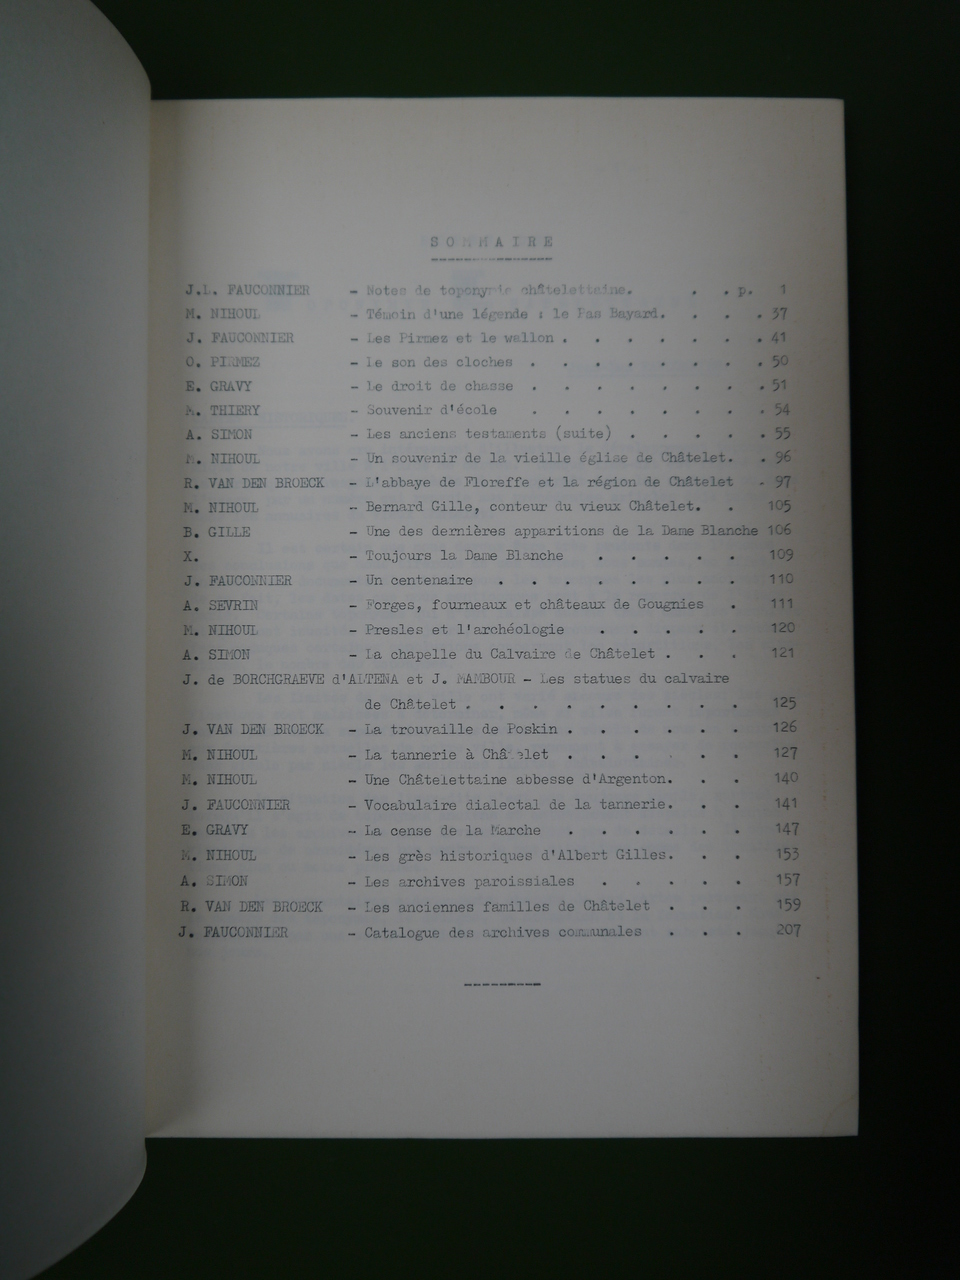 SOMMAIRE
J.L. FAUCONNIER - Notes de toponymie châtelettaine. . . p. 1
M. NIHOUL - Témoin d'une légende : le Pas Bayard. . . . 37
J. FAUCONNIER - Les Pirmez et le wallon . . . . . . . 41
O. PIRMEZ - Le son des cloches . . . . . . . . 50
E. GRAVY - Le droit de chasse . . . . . . . . 51
M. THIERY - Souvenir d'école . . . . . . . . 54
A. SIMON - Les anciens testaments (suite) . . . . . 55
M. NIHOUL - Un souvenir de la vieille église de Châtelet. . 96
R. VAN DEN BROECK - L'abbaye de Floreffe et la région de Châtelet - 97
M. NIHOUL - Bernard Gille, conteur du vieux Châtelet. . 105
B. GILLE - Une des dernières apparitions de la Dame Blanche 106
X. - Toujours la Dame Blanche . . . . . 109
J. FAUCONNIER - Un centenaire . . . . . . . . 110
A. SEVRIN - Forges, fourneaux et châteaux de Gougnies . 111
M. NIHOUL - Presles et l'archéologie . . . . . 120
A. SIMON - La chapelle du Calvaire de Châtelet . . . 121
J. de BORCHGRAEVE d'ALTENA et J. MAMBOUR - Les statues du calvaire
de Châtelet . . . . . . . . . 125
J. VAN DEN BROECK - La trouvaille de Poskin . . . . . . 126
M. NIHOUL - La tannerie à Châtelet . . . . . . 127
M. NIHOUL - Une Châtelettaine abbesse d'Argenton. . . 140
J. FAUCONNIER - Vocabulaire dialectal de la tannerie. . . 141
E. GRAVY - La cense de la Marche . . . . . . 147
M. NIHOUL - Les grès historiques d'Albert Gilles. . . 153
A. SIMON - Les archives paroissiales . . . . . 157
R. VAN DEN BROECK - Les anciennes familles de Châtelet . . . 159
J. FAUCONNIER - Catalogue des archives communales . . . 207